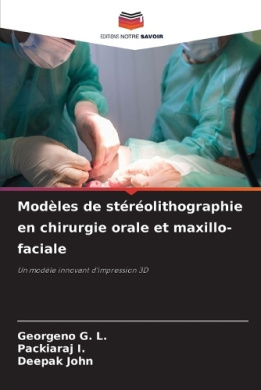 EDITIONS NOTRE SAVOIR
Modèles de stéréolithographie
en chirurgie orale et maxillo-
faciale
Un modèle innovant d'impression 3D
Georgeno G. L.
Packiaraj I.
Deepak John